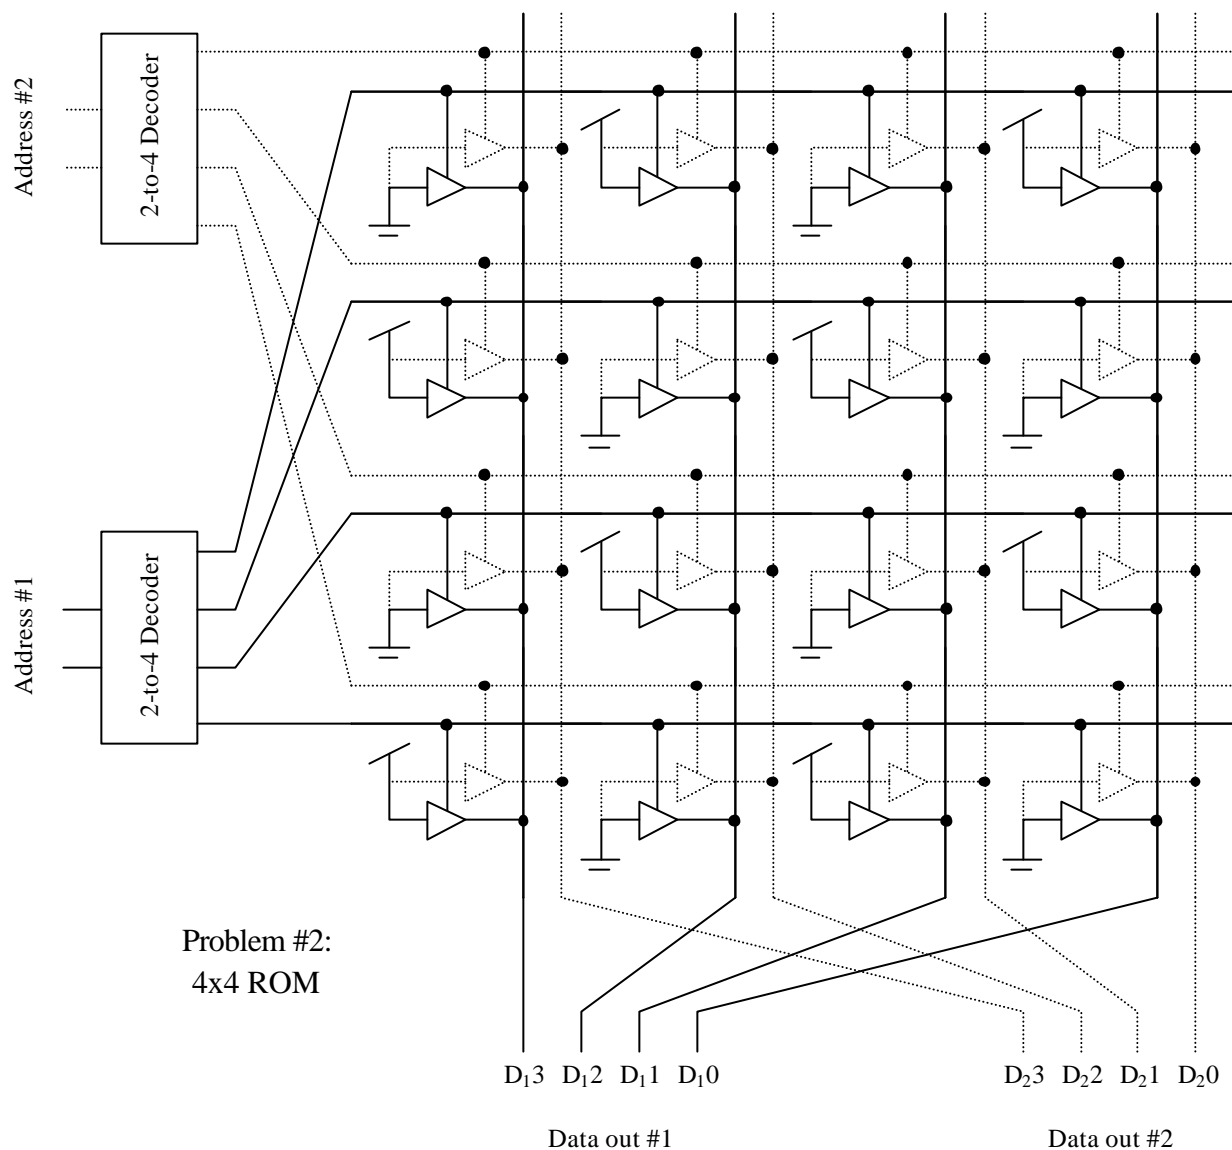 Address #2
2-to-4 Decoder
Address #1
2-to-4 Decoder
Problem #2:
4x4 ROM
D₁3 D₁2 D₁1 D₁0
D₂3 D₂2 D₂1 D₂0
Data out #1
Data out #2